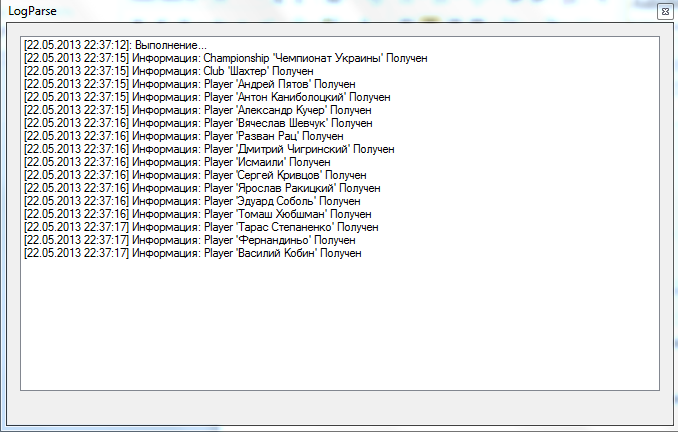 LogParse
[22.05.2013 22:37:12]: Выполнение...
[22.05.2013 22:37:15] Информация: Championship 'Чемпионат Украины' Получен
[22.05.2013 22:37:15] Информация: Club 'Шахтер' Получен
[22.05.2013 22:37:15] Информация: Player 'Андрей Пятов' Получен
[22.05.2013 22:37:15] Информация: Player 'Антон Каниболоцкий' Получен
[22.05.2013 22:37:15] Информация: Player 'Александр Кучер' Получен
[22.05.2013 22:37:16] Информация: Player 'Вячеслав Шевчук' Получен
[22.05.2013 22:37:16] Информация: Player 'Разван Рац' Получен
[22.05.2013 22:37:16] Информация: Player 'Дмитрий Чигринский' Получен
[22.05.2013 22:37:16] Информация: Player 'Исмаили' Получен
[22.05.2013 22:37:16] Информация: Player 'Сергей Кривцов' Получен
[22.05.2013 22:37:16] Информация: Player 'Ярослав Ракицкий' Получен
[22.05.2013 22:37:16] Информация: Player 'Эдуард Соболь' Получен
[22.05.2013 22:37:16] Информация: Player 'Томаш Хюбшман' Получен
[22.05.2013 22:37:17] Информация: Player 'Тарас Степаненко' Получен
[22.05.2013 22:37:17] Информация: Player 'Фернандиньо' Получен
[22.05.2013 22:37:17] Информация: Player 'Василий Кобин' Получен